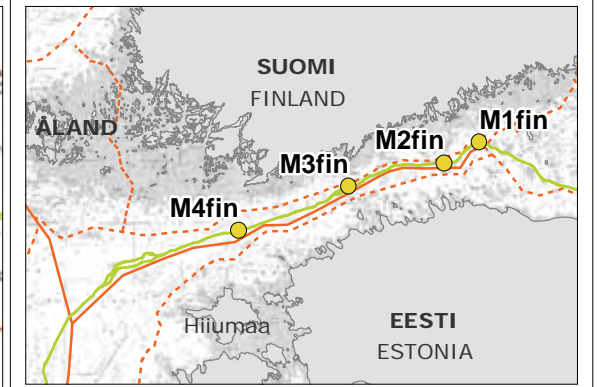 SUOMI
FINLAND
M1fin
ÅLAND
M2fin
M3fin
M4fin
Hiiumaa
EESTI
ESTONIA